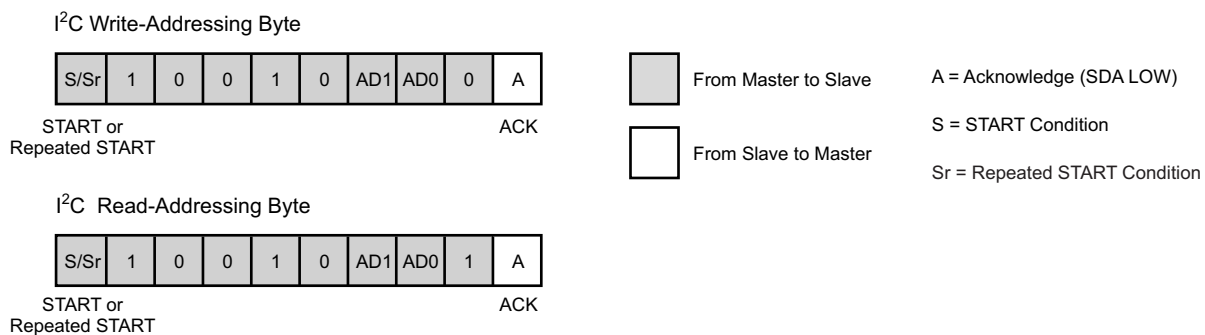 I²C Write-Addressing Byte
S/Sr 1 0 0 1 0 AD1 AD0 0 A
START or
Repeated START
ACK
From Master to Slave
From Slave to Master
A = Acknowledge (SDA LOW)
S = START Condition
Sr = Repeated START Condition
I²C Read-Addressing Byte
S/Sr 1 0 0 1 0 AD1 AD0 1 A
START or
Repeated START
ACK